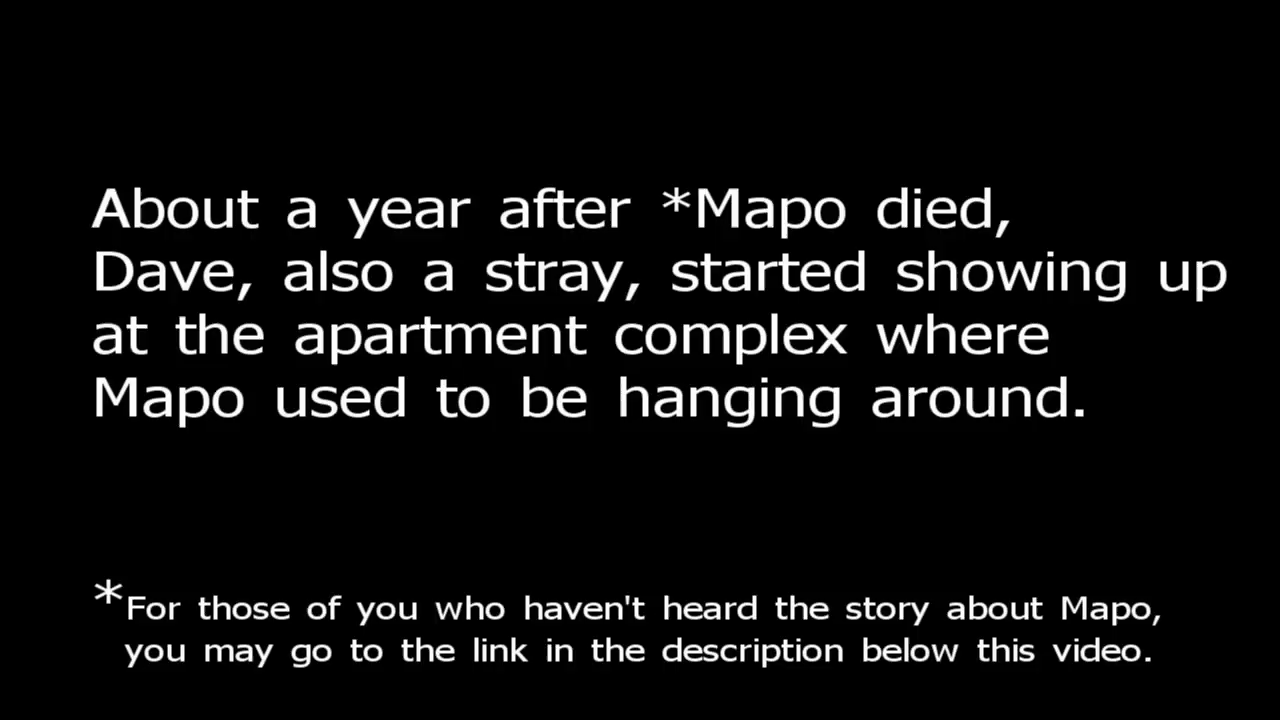 About a year after *Mapo died,
Dave, also a stray, started showing up
at the apartment complex where
Mapo used to be hanging around.
*For those of you who haven't heard the story about Mapo,
you may go to the link in the description below this video.